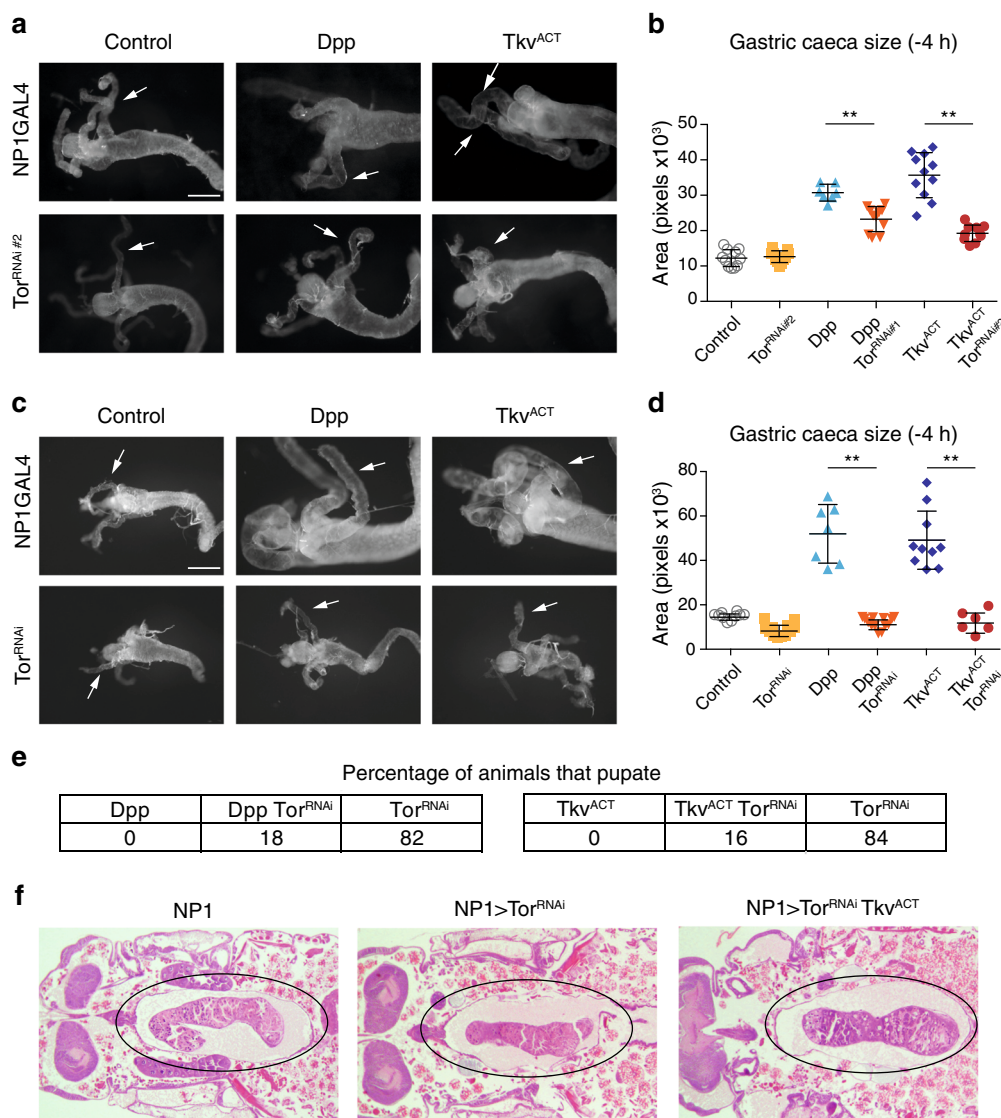 a
Control Dpp Tkv^ACT
NP1GAL4
Tor^RNAi #2
b
Gastric caeca size (-4 h)
Area (pixels x10³)
50
40
30
20
10
0
** **
Control Tor^RNAi#2 Dpp Dpp Tor^RNAi#1 Tkv^ACT Tkv^ACT Tor^RNAi#2
c
Control Dpp Tkv^ACT
NP1GAL4
Tor^RNAi
d
Gastric caeca size (-4 h)
Area (pixels x10³)
80
60
40
20
0
** **
Control Tor^RNAi Dpp Dpp Tor^RNAi Tkv^ACT Tkv^ACT Tor^RNAi
e
Percentage of animals that pupate
Dpp Dpp Tor^RNAi Tor^RNAi
0 18 82
Tkv^ACT Tkv^ACT Tor^RNAi Tor^RNAi
0 16 84
f
NP1 NP1>Tor^RNAi NP1>Tor^RNAi Tkv^ACT